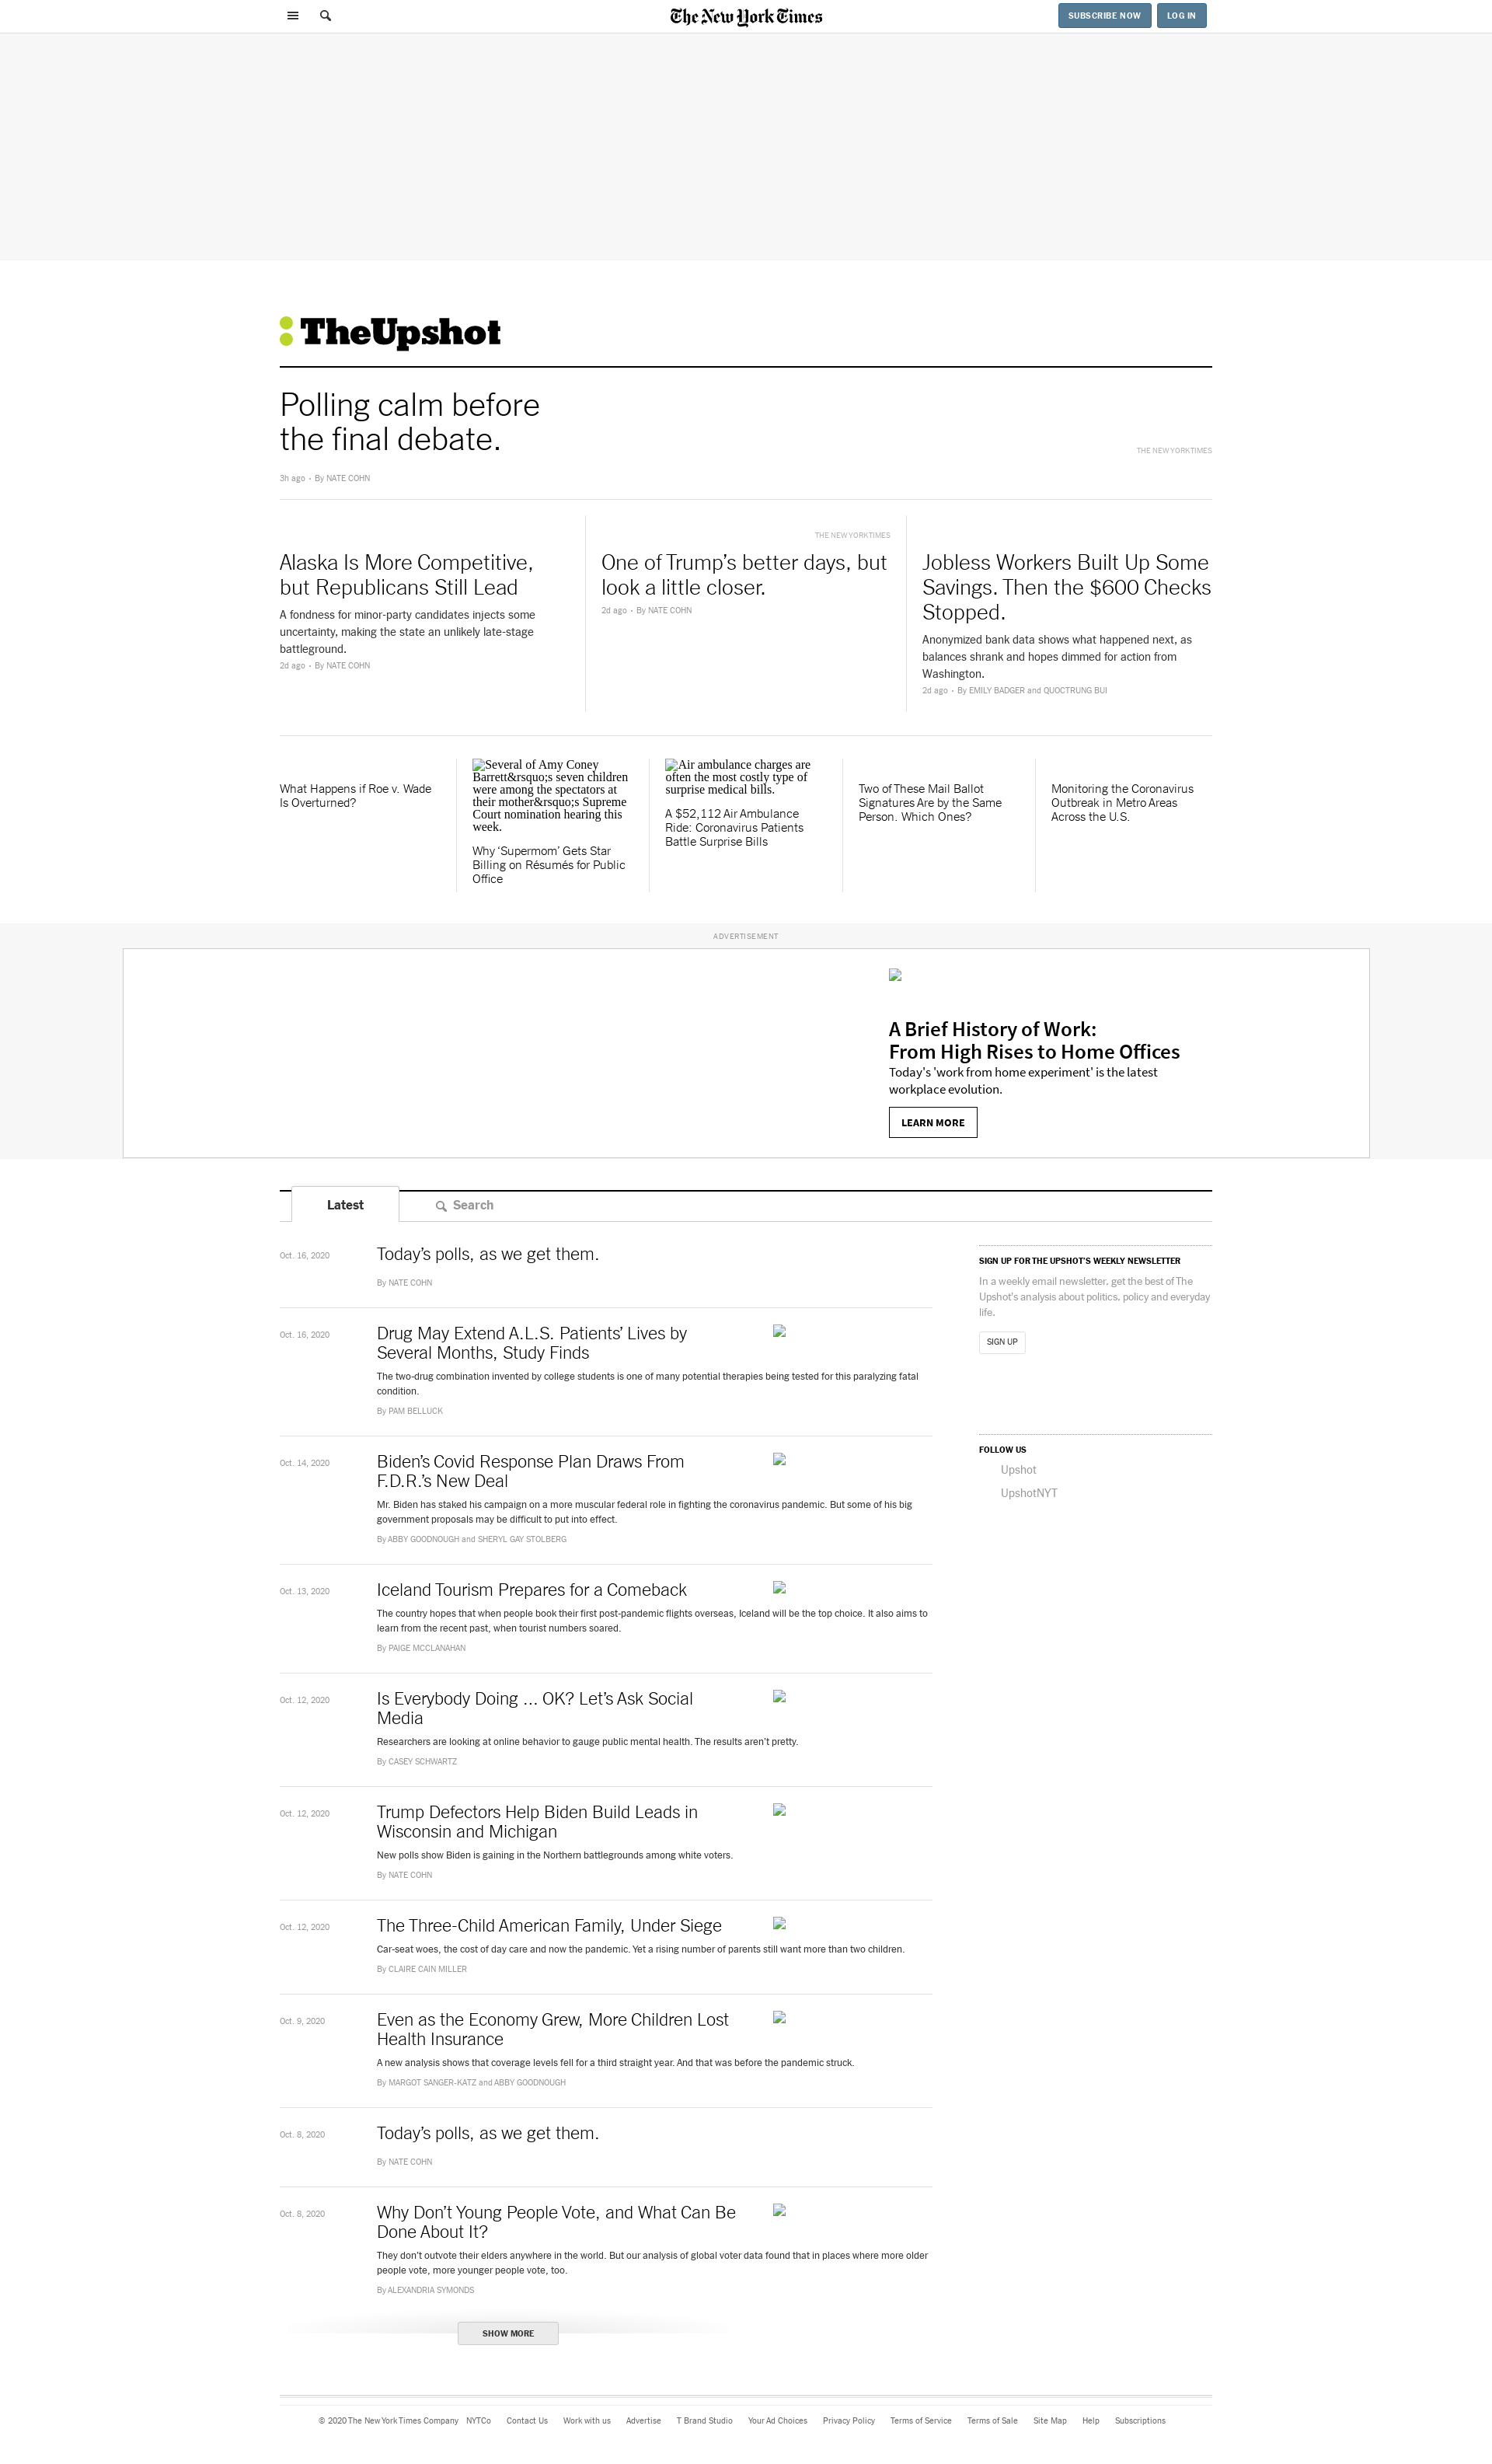 The New York Times
SUBSCRIBE NOW
LOG IN
TheUpshot
Polling calm before
the final debate.
THE NEW YORK TIMES
3h ago • By NATE COHN
Alaska Is More Competitive,
but Republicans Still Lead
A fondness for minor-party candidates injects some
uncertainty, making the state an unlikely late-stage
battleground.
2d ago • By NATE COHN
THE NEW YORK TIMES
One of Trump’s better days, but
look a little closer.
2d ago • By NATE COHN
Jobless Workers Built Up Some
Savings. Then the $600 Checks
Stopped.
Anonymized bank data shows what happened next, as
balances shrank and hopes dimmed for action from
Washington.
2d ago • By EMILY BADGER and QUOCTRUNG BUI
What Happens if Roe v. Wade
Is Overturned?
Several of Amy Coney
Barrett&rsquo;s seven children
were among the spectators at
their mother&rsquo;s Supreme
Court nomination hearing this
week.
Why ‘Supermom’ Gets Star
Billing on Résumés for Public
Office
Air ambulance charges are
often the most costly type of
surprise medical bills.
A $52,112 Air Ambulance
Ride: Coronavirus Patients
Battle Surprise Bills
Two of These Mail Ballot
Signatures Are by the Same
Person. Which Ones?
Monitoring the Coronavirus
Outbreak in Metro Areas
Across the U.S.
ADVERTISEMENT
A Brief History of Work:
From High Rises to Home Offices
Today's 'work from home experiment' is the latest
workplace evolution.
LEARN MORE
Latest
Search
Oct. 16, 2020
Today’s polls, as we get them.
By NATE COHN
Oct. 16, 2020
Drug May Extend A.L.S. Patients’ Lives by
Several Months, Study Finds
The two-drug combination invented by college students is one of many potential therapies being tested for this paralyzing fatal
condition.
By PAM BELLUCK
Oct. 14, 2020
Biden’s Covid Response Plan Draws From
F.D.R.’s New Deal
Mr. Biden has staked his campaign on a more muscular federal role in fighting the coronavirus pandemic. But some of his big
government proposals may be difficult to put into effect.
By ABBY GOODNOUGH and SHERYL GAY STOLBERG
Oct. 13, 2020
Iceland Tourism Prepares for a Comeback
The country hopes that when people book their first post-pandemic flights overseas, Iceland will be the top choice. It also aims to
learn from the recent past, when tourist numbers soared.
By PAIGE MCCLANAHAN
Oct. 12, 2020
Is Everybody Doing ... OK? Let’s Ask Social
Media
Researchers are looking at online behavior to gauge public mental health. The results aren’t pretty.
By CASEY SCHWARTZ
Oct. 12, 2020
Trump Defectors Help Biden Build Leads in
Wisconsin and Michigan
New polls show Biden is gaining in the Northern battlegrounds among white voters.
By NATE COHN
Oct. 12, 2020
The Three-Child American Family, Under Siege
Car-seat woes, the cost of day care and now the pandemic. Yet a rising number of parents still want more than two children.
By CLAIRE CAIN MILLER
Oct. 9, 2020
Even as the Economy Grew, More Children Lost
Health Insurance
A new analysis shows that coverage levels fell for a third straight year. And that was before the pandemic struck.
By MARGOT SANGER-KATZ and ABBY GOODNOUGH
Oct. 8, 2020
Today’s polls, as we get them.
By NATE COHN
Oct. 8, 2020
Why Don’t Young People Vote, and What Can Be
Done About It?
They don’t outvote their elders anywhere in the world. But our analysis of global voter data found that in places where more older
people vote, more younger people vote, too.
By ALEXANDRIA SYMONDS
SHOW MORE
SIGN UP FOR THE UPSHOT’S WEEKLY NEWSLETTER
In a weekly email newsletter, get the best of The
Upshot’s analysis about politics, policy and everyday
life.
SIGN UP
FOLLOW US
Upshot
UpshotNYT
© 2020 The New York Times Company NYTCo Contact Us Work with us Advertise T Brand Studio Your Ad Choices Privacy Policy Terms of Service Terms of Sale Site Map Help Subscriptions